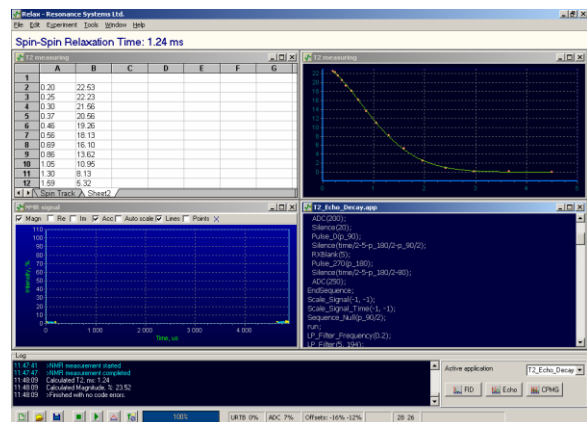 Relax - Resonance Systems Ltd.
File Edit Experiment Tools Window Help
Spin-Spin Relaxation Time: 1.24 ms
T2 measuring
A B C D E F G
1
2 0.20 22.53
3 0.25 22.23
4 0.30 21.56
5 0.37 20.56
6 0.46 19.26
7 0.56 18.13
8 0.69 16.10
9 0.86 13.62
10 1.05 10.95
11 1.30 8.13
12 1.59 5.32
Spin Track Sheet2
T2 measuring
22
20
18
16
14
12
10
8
6
4
2
0
0 1 2 3 4 5
NMR signal
Magn Re Im Acc Auto scale Lines Points
Intensity, %
110
100
90
80
70
60
50
40
30
20
10
0
0 1 000 2 000 3 000 4 000
Time, us
T2_Echo_Decay.app
ADC(200);
Silence(20);
Pulse_0(p_90);
Silence(time/2-5-p_180/2-p_90/2);
RXBlank(5);
Pulse_270(p_180);
Silence(time/2-5-p_180/2-80);
ADC(250);
EndSequence;
Scale_Signal(-1, -1);
Scale_Signal_Time(-1, -1);
Sequence_Null(p_90/2);
run;
LP_Filter_Frequency(0.2);
LP_Filter(5, 194);
Log
11:47:41 >NMR measurement started
11:47:47 >NMR measurement completed
11:48:09 Calculated T2, ms: 1.24
11:48:09 Calculated Magnitude, %: 23.52
11:48:09 >Finished with no code errors.
Active application T2_Echo_Decay
FID Echo CPMG
100% URTB 0% ADC 7% Offsets: -16% -12% 28 26